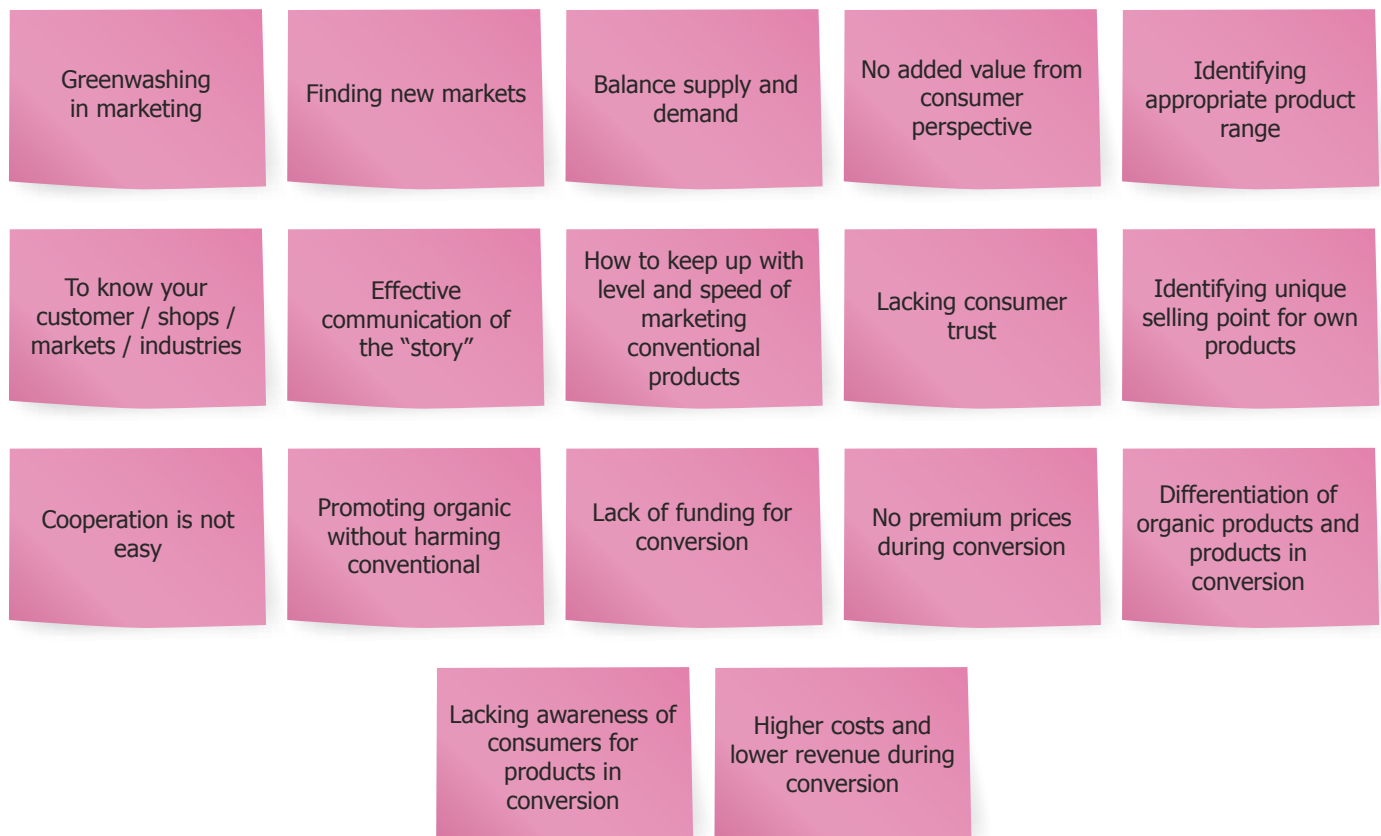 Greenwashing
in marketing
Finding new markets
Balance supply and
demand
No added value from
consumer
perspective
Identifying
appropriate product
range
To know your
customer / shops /
markets / industries
Effective
communication of
the “story”
How to keep up with
level and speed of
marketing
conventional
products
Lacking consumer
trust
Identifying unique
selling point for own
products
Cooperation is not
easy
Promoting organic
without harming
conventional
Lack of funding for
conversion
No premium prices
during conversion
Differentiation of
organic products and
products in
conversion
Lacking awareness of
consumers for
products in
conversion
Higher costs and
lower revenue during
conversion